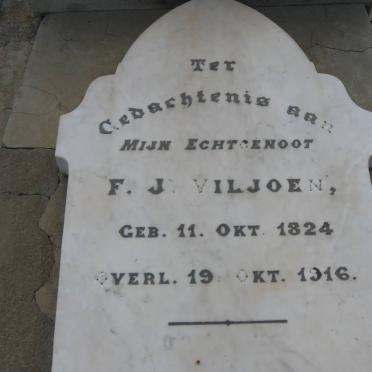 Ter
Gedachtenis aan
Mijn Echtgenoot
F. J. Viljoen,
Geb. 11. Okt. 1824
Overl. 19. Okt. 1916.